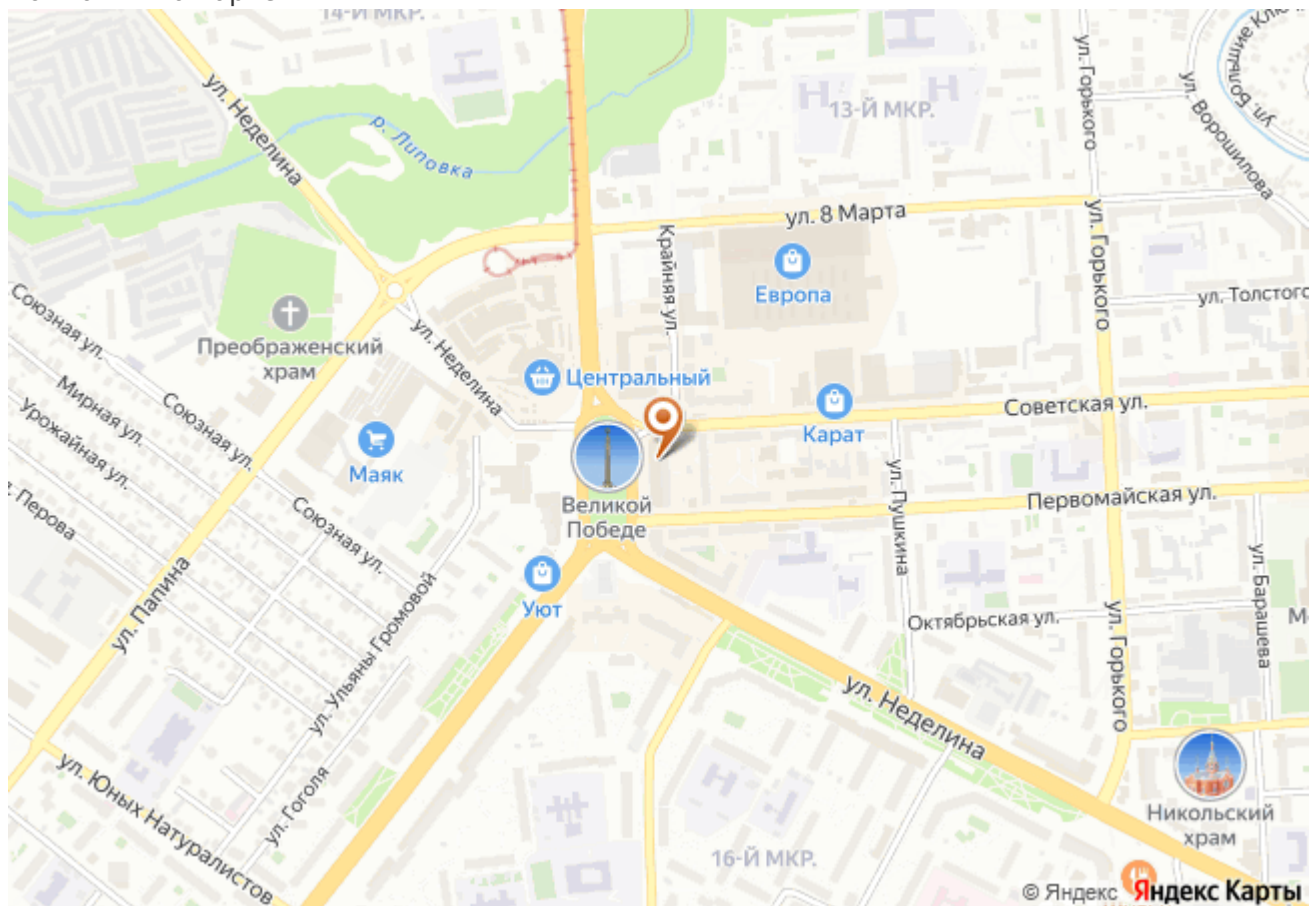 14-Й МКР.
ул. Горького
ул. Большие Ключи
ул. Неделина
р. Липовка
13-Й МКР.
ул. Ворошилова
ул. 8 Марта
ул. Горького
Крайняя ул.
Европа
ул. Толстого
Союзная ул.
Преображенский
храм
ул. Неделина
Центральный
Мирная ул.
Союзная ул.
Советская ул.
Урожайная ул.
Маяк
Карат
Перова
Великой
Победе
ул. Пушкина
Первомайская ул.
Союзная ул.
Уют
ул. Папина
ул. Ульяны Громовой
Октябрьская ул.
ул. Барашева
ул. Горького
ул. Неделина
ул. Юных Натуралистов
ул. Гоголя
Никольский
храм
16-Й МКР.
© Яндекс Яндекс Карты